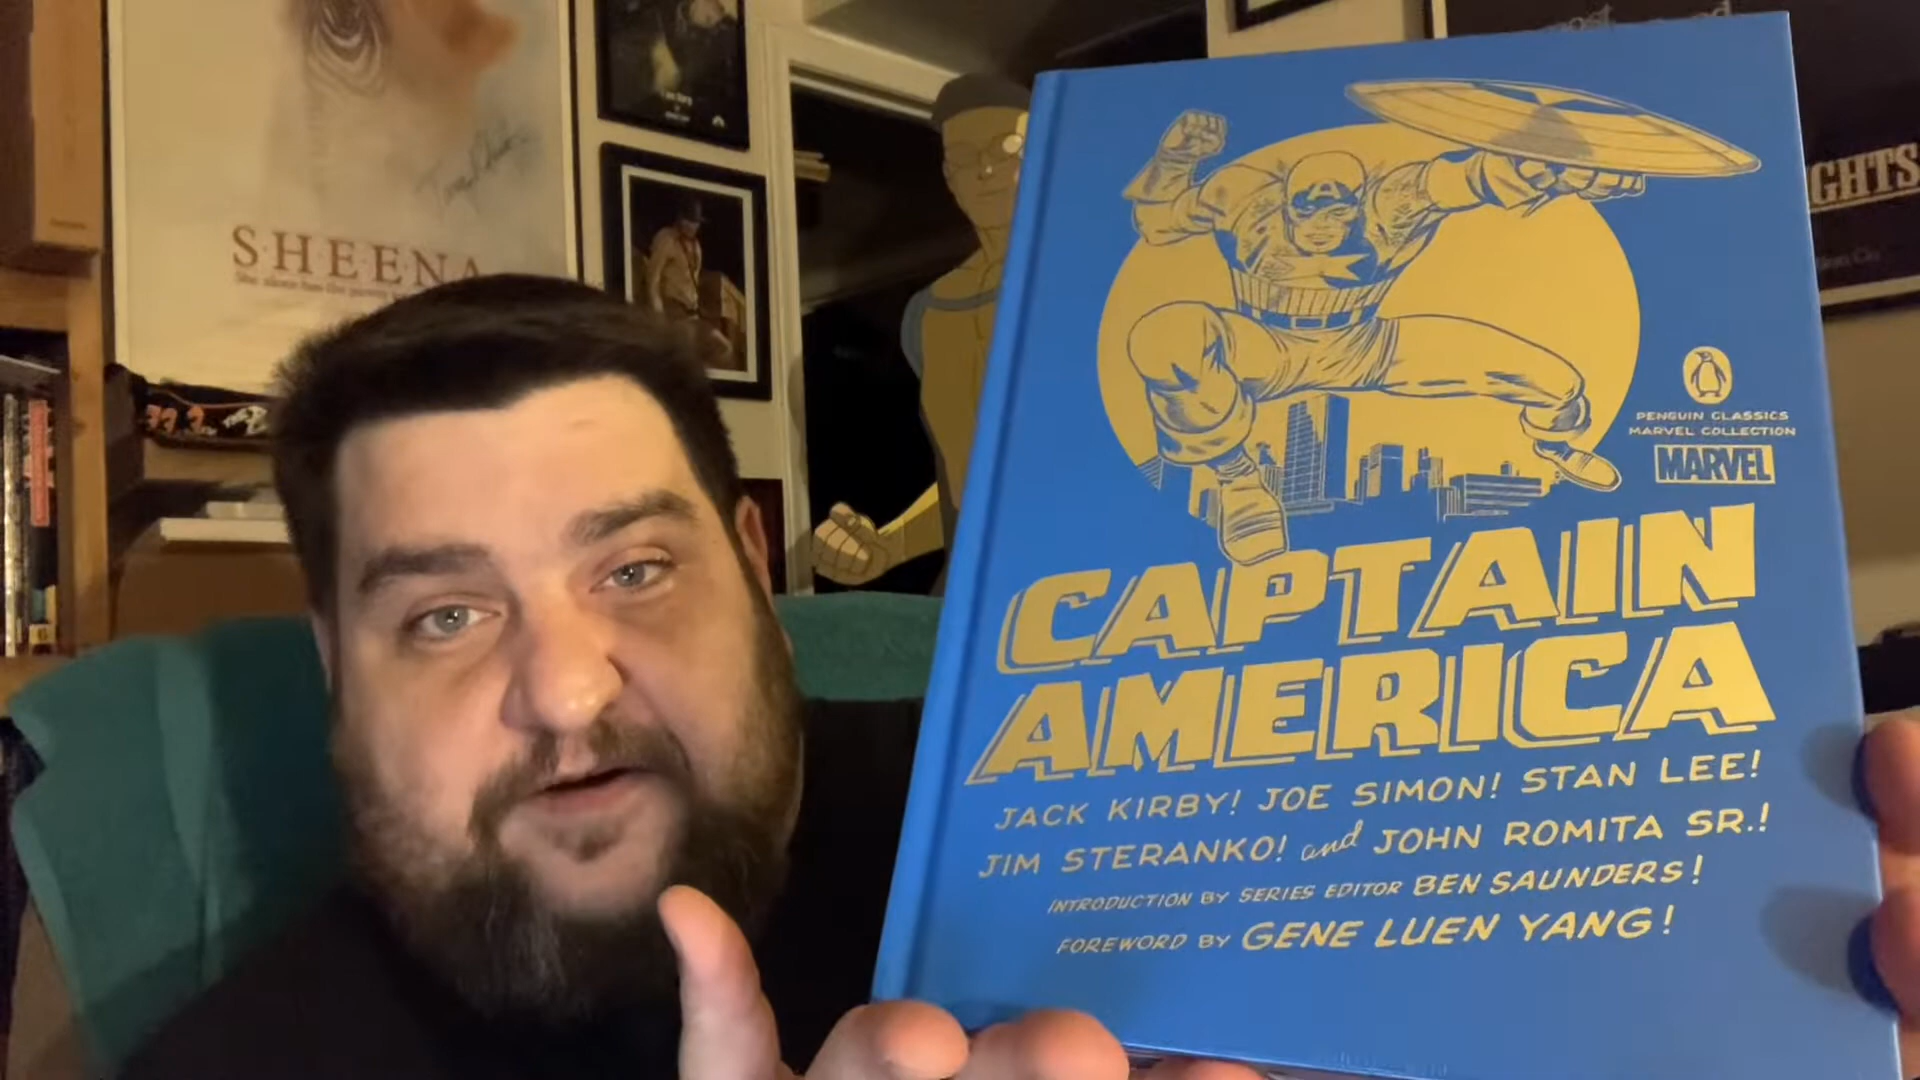 SHEENA
GHTS
PENGUIN CLASSICS
MARVEL COLLECTION
MARVEL
CAPTAIN
AMERICA
JACK KIRBY! JOE SIMON! STAN LEE!
JIM STERANKO! and JOHN ROMITA SR.!
INTRODUCTION BY SERIES EDITOR BEN SAUNDERS!
FOREWORD BY GENE LUEN YANG!